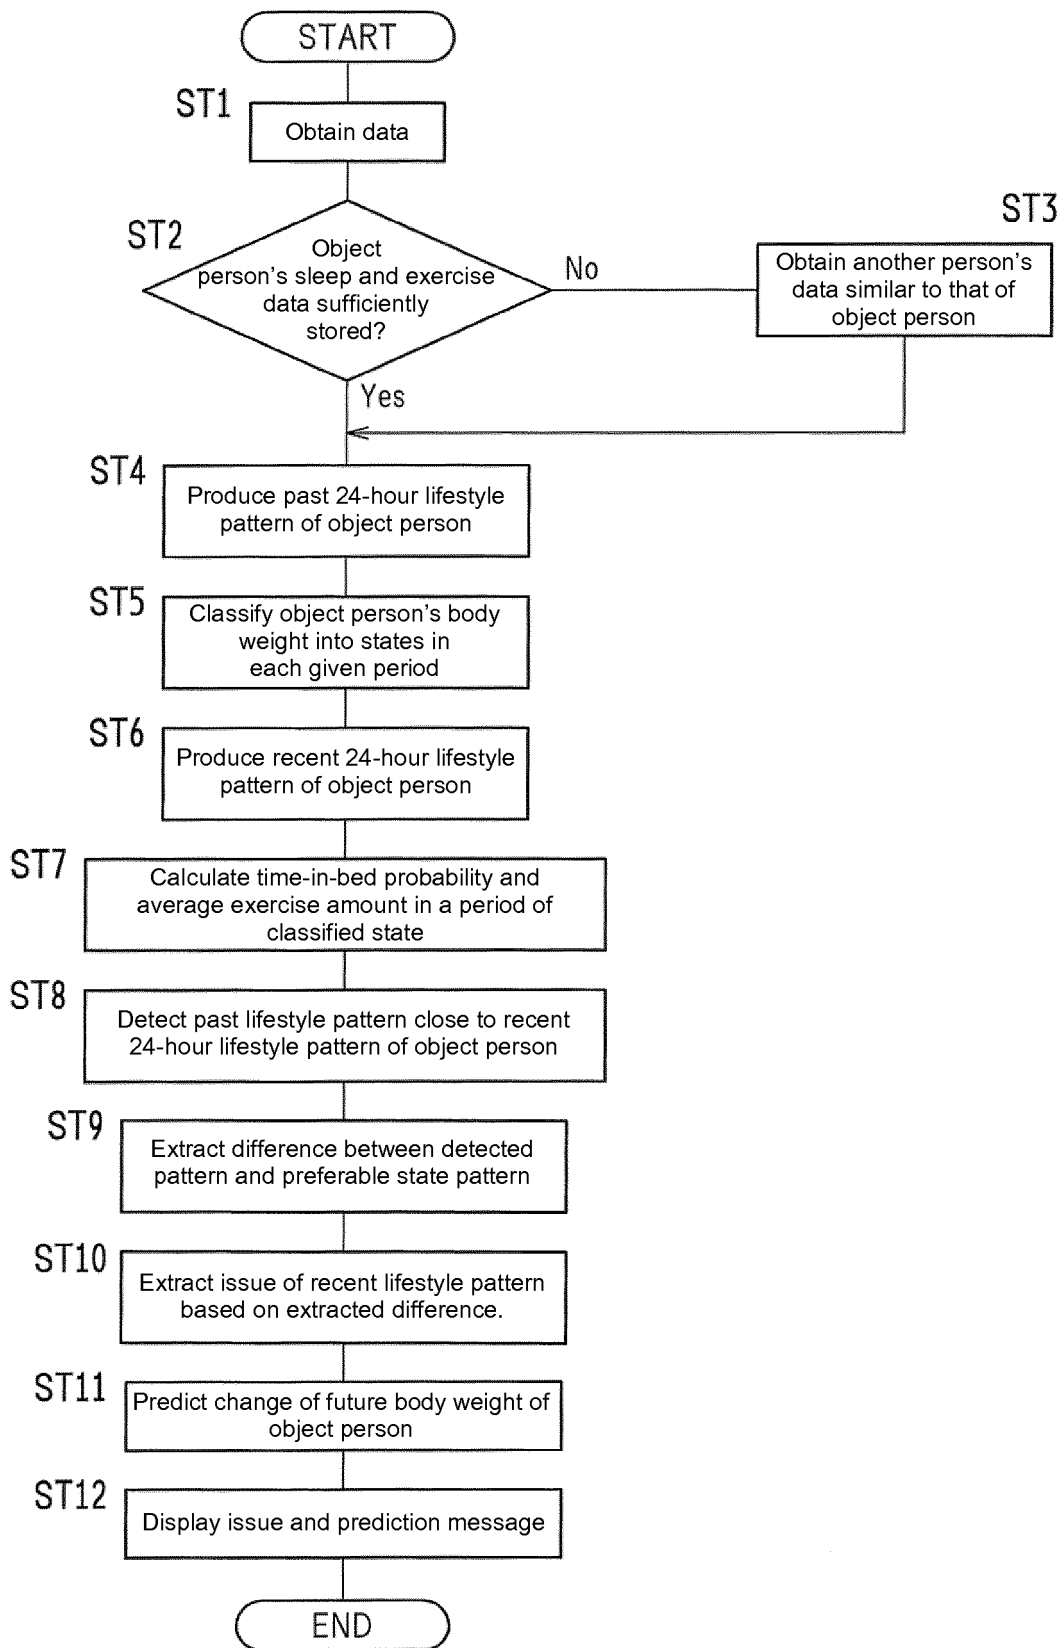 START
ST1
Obtain data
ST2
Object
person's sleep and exercise
data sufficiently
stored?
No
ST3
Obtain another person's
data similar to that of
object person
Yes
ST4
Produce past 24-hour lifestyle
pattern of object person
ST5
Classify object person's body
weight into states in
each given period
ST6
Produce recent 24-hour lifestyle
pattern of object person
ST7
Calculate time-in-bed probability and
average exercise amount in a period of
classified state
ST8
Detect past lifestyle pattern close to recent
24-hour lifestyle pattern of object person
ST9
Extract difference between detected
pattern and preferable state pattern
ST10
Extract issue of recent lifestyle pattern
based on extracted difference.
ST11
Predict change of future body weight of
object person
ST12
Display issue and prediction message
END